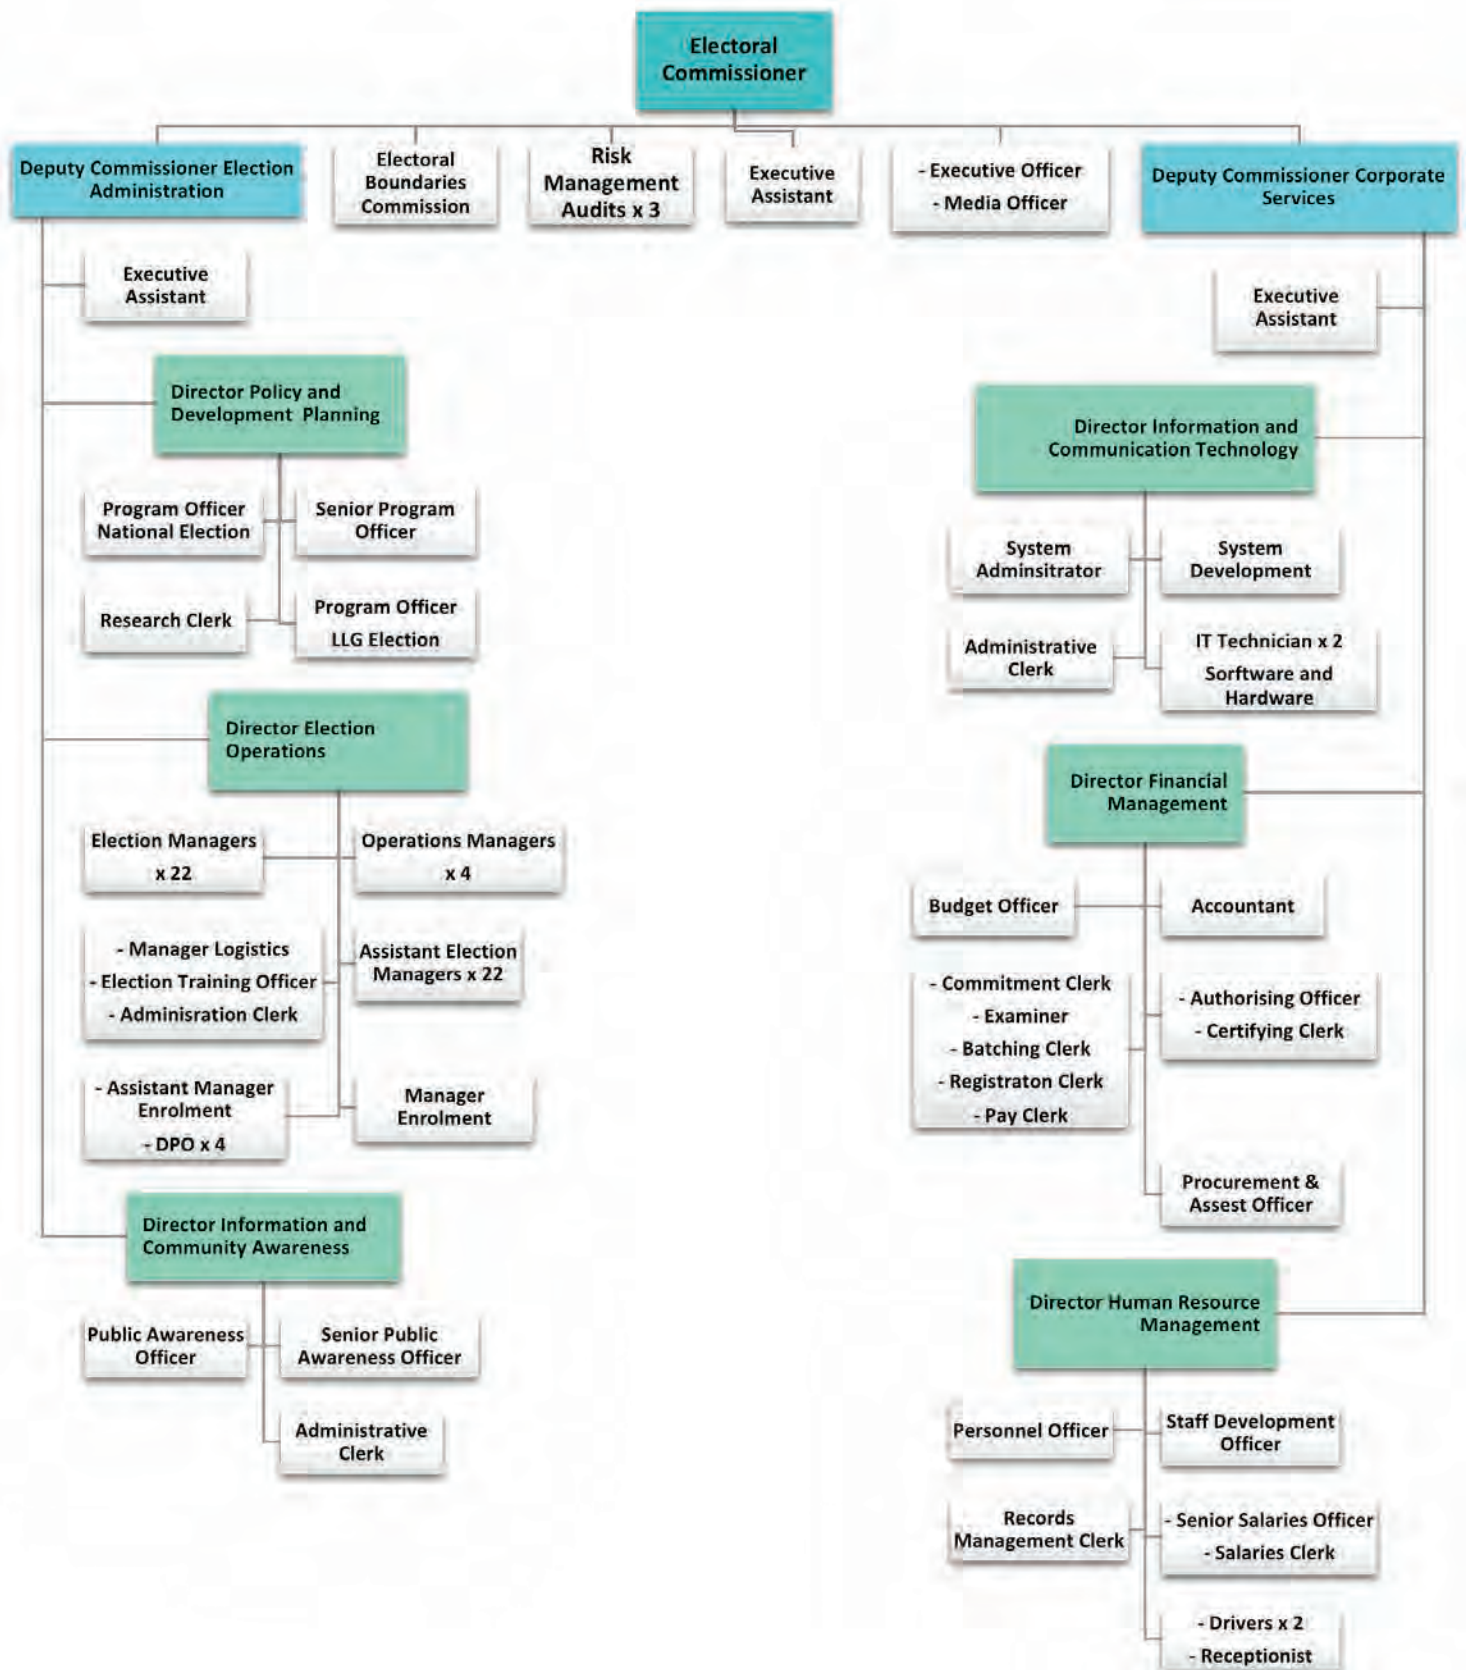 Electoral
Commissioner
Deputy Commissioner Election
Administration
Electoral
Boundaries
Commission
Risk
Management
Audits x 3
Executive
Assistant
- Executive Officer
- Media Officer
Deputy Commissioner Corporate
Services
Executive
Assistant
Director Policy and
Development Planning
Program Officer
National Election
Senior Program
Officer
Research Clerk
Program Officer
LLG Election
Director Election
Operations
Election Managers
x 22
Operations Managers
x 4
- Manager Logistics
- Election Training Officer
- Adminisration Clerk
Assistant Election
Managers x 22
- Assistant Manager
Enrolment
- DPO x 4
Manager
Enrolment
Director Information and
Community Awareness
Public Awareness
Officer
Senior Public
Awareness Officer
Administrative
Clerk
Executive
Assistant
Director Information and
Communication Technology
System
Adminsitrator
System
Development
Administrative
Clerk
IT Technician x 2
Sorftware and
Hardware
Director Financial
Management
Budget Officer
Accountant
- Commitment Clerk
- Examiner
- Batching Clerk
- Registraton Clerk
- Pay Clerk
- Authorising Officer
- Certifying Clerk
Procurement &
Assest Officer
Director Human Resource
Management
Personnel Officer
Staff Development
Officer
Records
Management Clerk
- Senior Salaries Officer
- Salaries Clerk
- Drivers x 2
- Receptionist